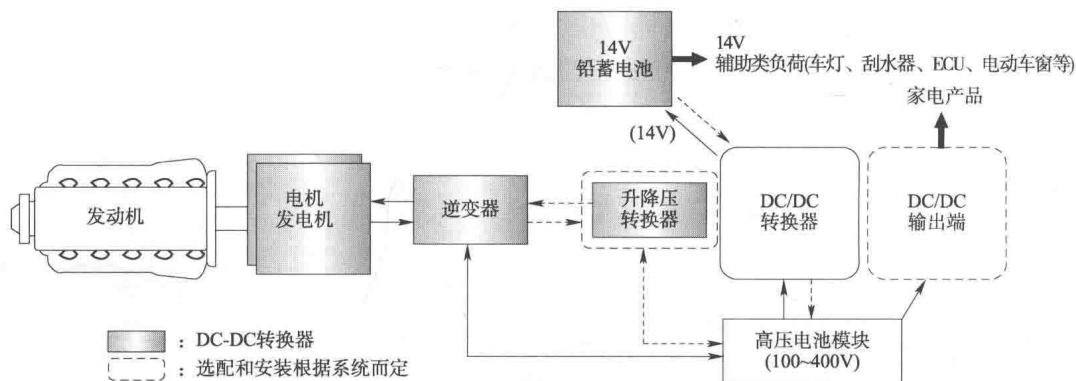 14V
铅蓄电池
14V
辅助类负荷(车灯、刮水器、ECU、电动车窗等)
家电产品
(14V)
发动机
电机
发电机
逆变器
升降压
转换器
DC/DC
转换器
DC/DC
输出端
高压电池模块
(100~400V)
：DC-DC转换器
：选配和安装根据系统而定